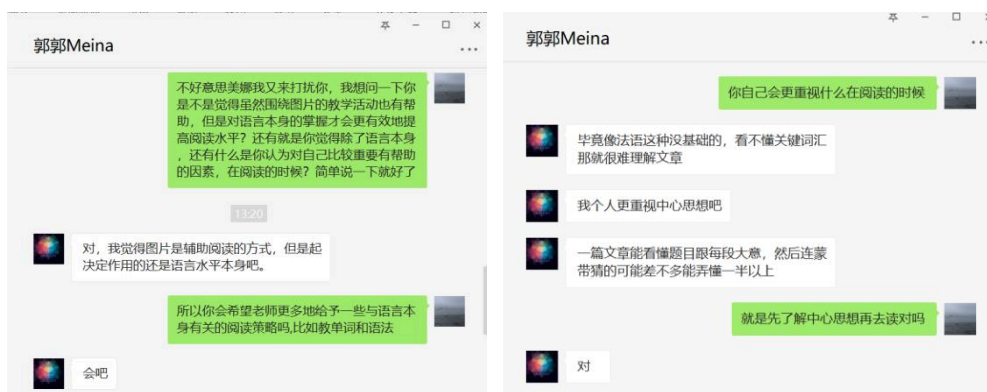 郭郭Meina
不好意思美娜我又来打扰你，我想问一下你
是不是觉得虽然围绕图片的教学活动也有帮
助，但是对语言本身的掌握才会更有效地提
高阅读水平？还有就是你觉得除了语言本身
，还有什么是你认为对自己比较重要有帮助
的因素，在阅读的时候？简单说一下就好了
13:20
对，我觉得图片是辅助阅读的方式，但是起
决定作用的还是语言水平本身吧。
所以你会希望老师更多地给予一些与语言本
身有关的阅读策略吗,比如教单词和语法
会吧
郭郭Meina
你自己会更重视什么在阅读的时候
毕竟像法语这种没基础的，看不懂关键词汇
那就很难理解文章
我个人更重视中心思想吧
一篇文章能看懂题目跟每段大意，然后连蒙
带猜的可能差不多能弄懂一半以上
就是先了解中心思想再去读对吗
对